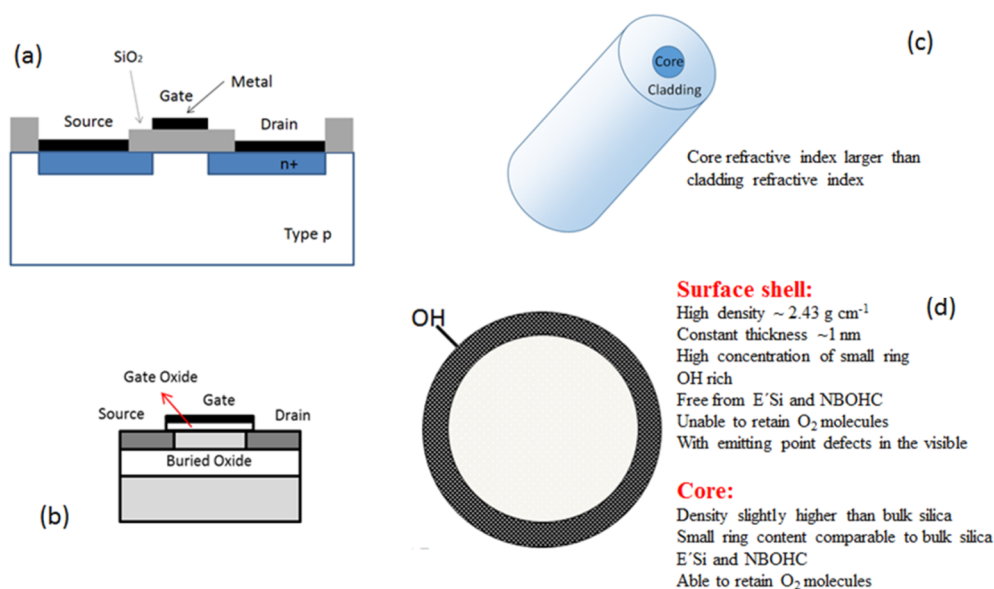 (a)
SiO₂
Metal
Gate
Source
Drain
n+
Type p
(c)
Core
Cladding
Core refractive index larger than
cladding refractive index
(b)
Gate Oxide
Source
Gate
Drain
Buried Oxide
(d)
OH
Surface shell:
High density ~ 2.43 g cm⁻¹
Constant thickness ~1 nm
High concentration of small ring
OH rich
Free from E´Si and NBOHC
Unable to retain O₂ molecules
With emitting point defects in the visible
Core:
Density slightly higher than bulk silica
Small ring content comparable to bulk silica
E´Si and NBOHC
Able to retain O₂ molecules